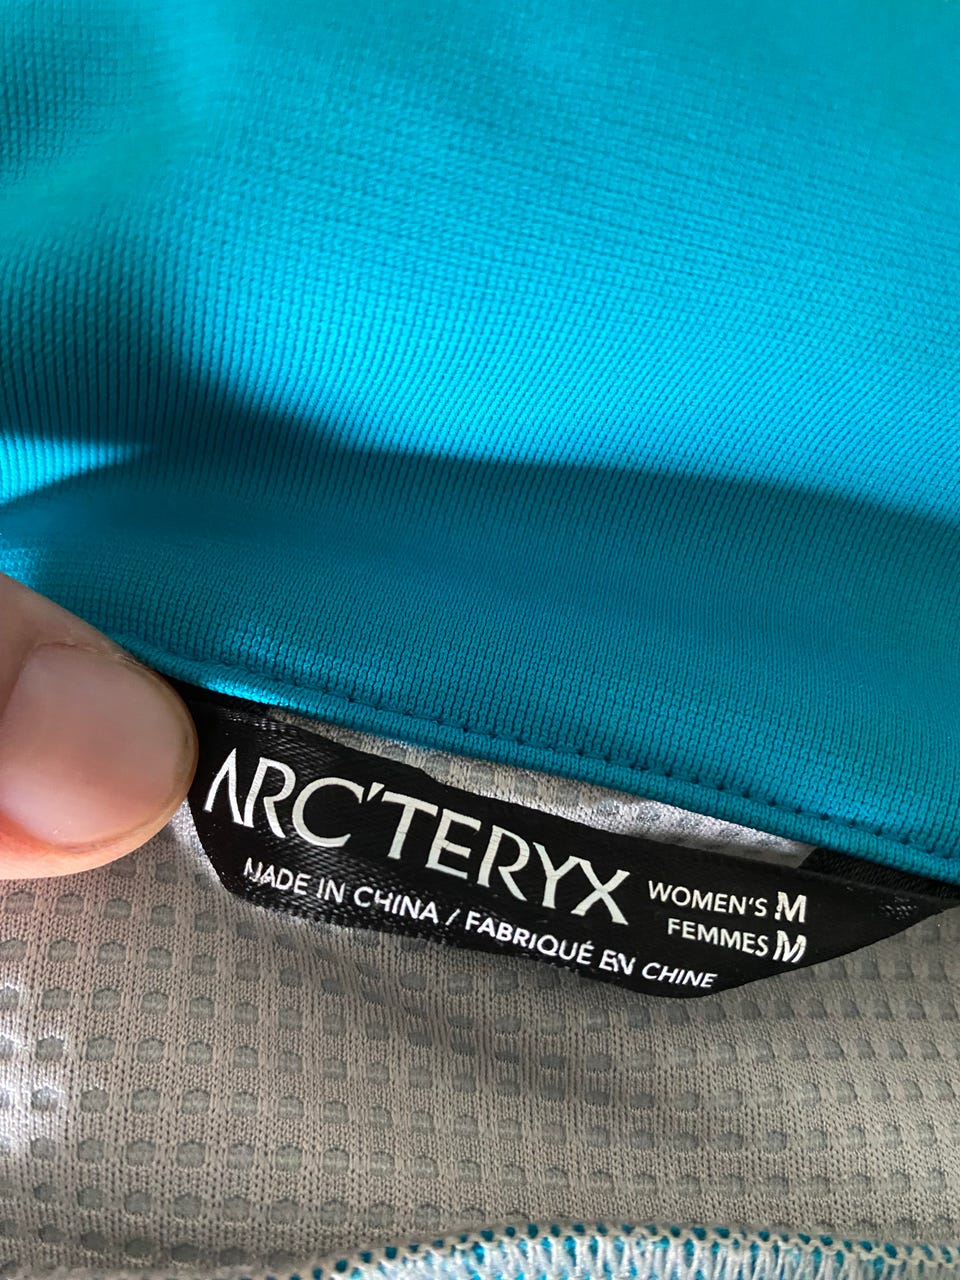 ARC'TERYX
MADE IN CHINA / FABRIQUÉ EN CHINE
WOMEN'S M
FEMMES M